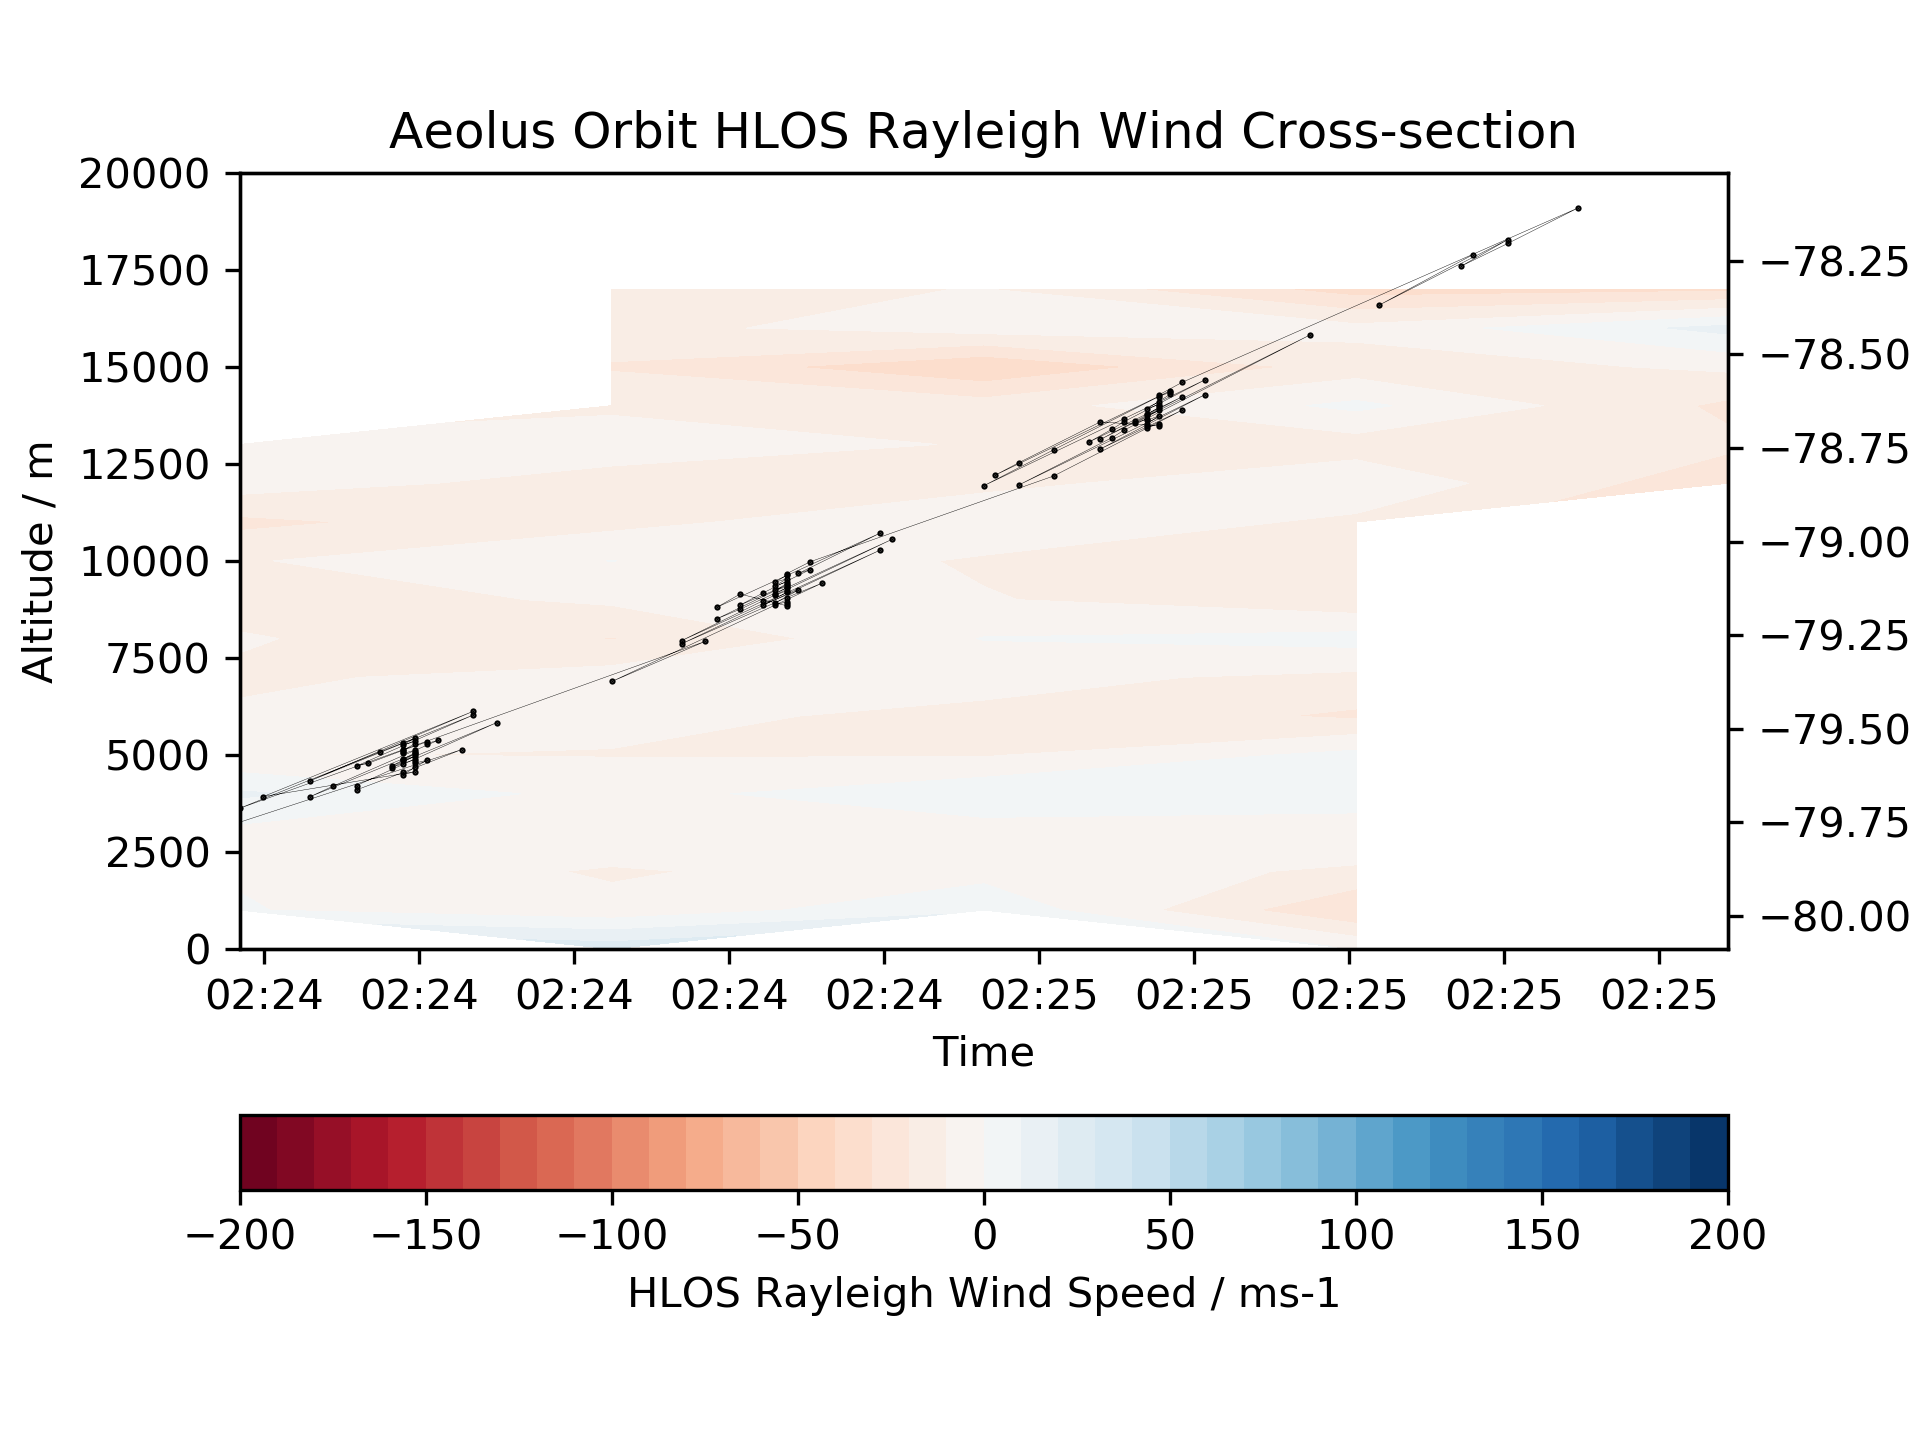 Aeolus Orbit HLOS Rayleigh Wind Cross-section
20000
17500
15000
12500
10000
7500
5000
2500
0
Altitude / m
−78.25
−78.50
−78.75
−79.00
−79.25
−79.50
−79.75
−80.00
02:24 02:24 02:24 02:24 02:24 02:25 02:25 02:25 02:25 02:25
Time
−200 −150 −100 −50 0 50 100 150 200
HLOS Rayleigh Wind Speed / ms-1